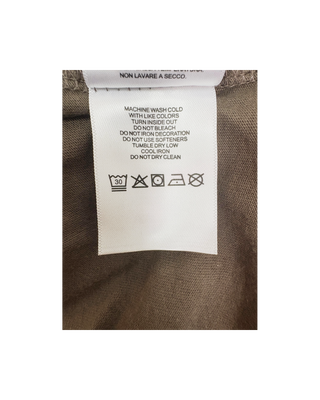 NON LAVARE A SECCO.
MACHINE WASH COLD
WITH LIKE COLORS
TURN INSIDE OUT
DO NOT BLEACH
DO NOT IRON DECORATION
DO NOT USE SOFTENERS
TUMBLE DRY LOW
COOL IRON
DO NOT DRY CLEAN
30